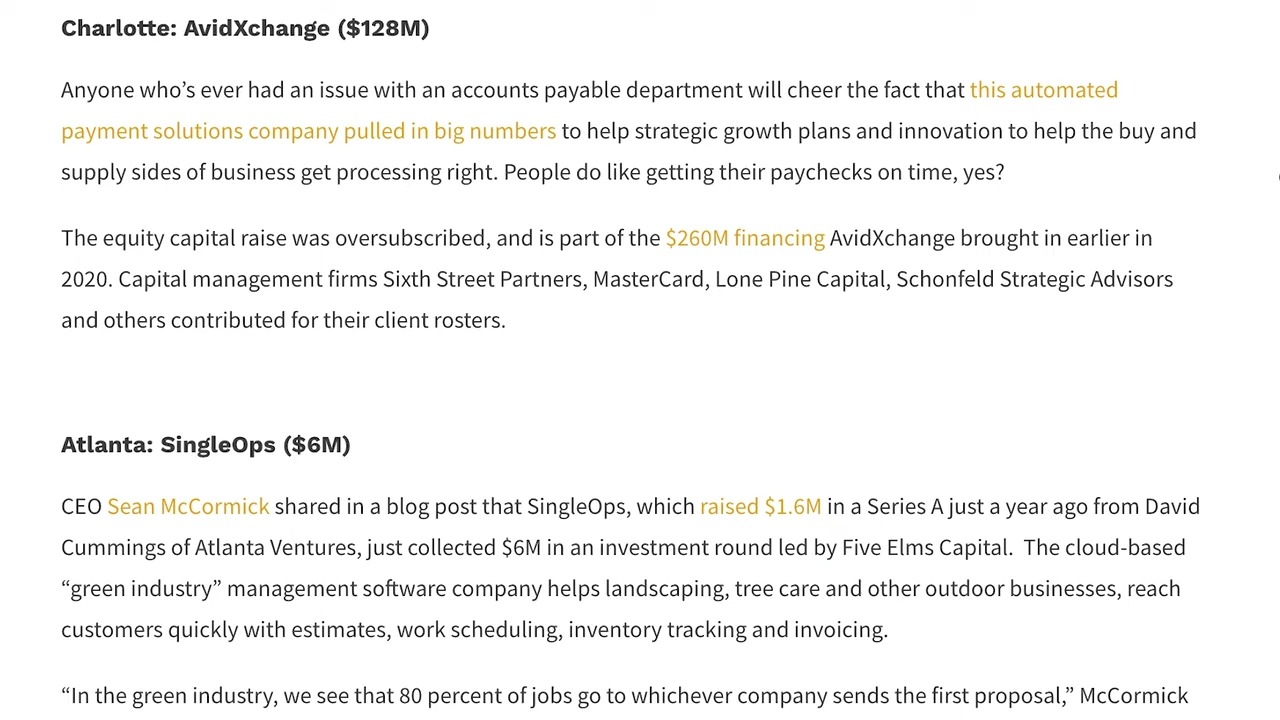 Charlotte: AvidXchange ($128M)
Anyone who’s ever had an issue with an accounts payable department will cheer the fact that this automated
payment solutions company pulled in big numbers to help strategic growth plans and innovation to help the buy and
supply sides of business get processing right. People do like getting their paychecks on time, yes?
The equity capital raise was oversubscribed, and is part of the $260M financing AvidXchange brought in earlier in
2020. Capital management firms Sixth Street Partners, MasterCard, Lone Pine Capital, Schonfeld Strategic Advisors
and others contributed for their client rosters.
Atlanta: SingleOps ($6M)
CEO Sean McCormick shared in a blog post that SingleOps, which raised $1.6M in a Series A just a year ago from David
Cummings of Atlanta Ventures, just collected $6M in an investment round led by Five Elms Capital.  The cloud-based
“green industry” management software company helps landscaping, tree care and other outdoor businesses, reach
customers quickly with estimates, work scheduling, inventory tracking and invoicing.
“In the green industry, we see that 80 percent of jobs go to whichever company sends the first proposal,” McCormick